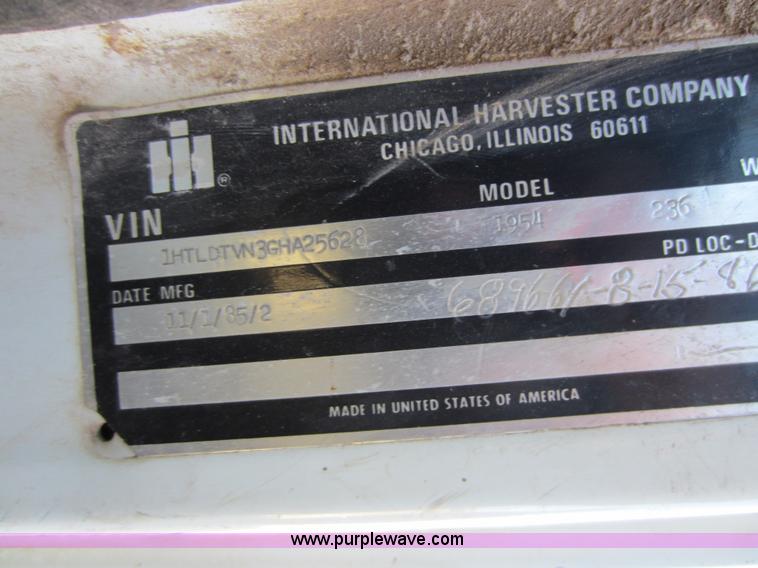 INTERNATIONAL HARVESTER COMPANY
CHICAGO, ILLINOIS 60611
IH ®
W
VIN MODEL
1HTLDTVN3GHA25628 1954 236
PD LOC-D
DATE MFG
11/1/85/2
MADE IN UNITED STATES OF AMERICA
www.purplewave.com